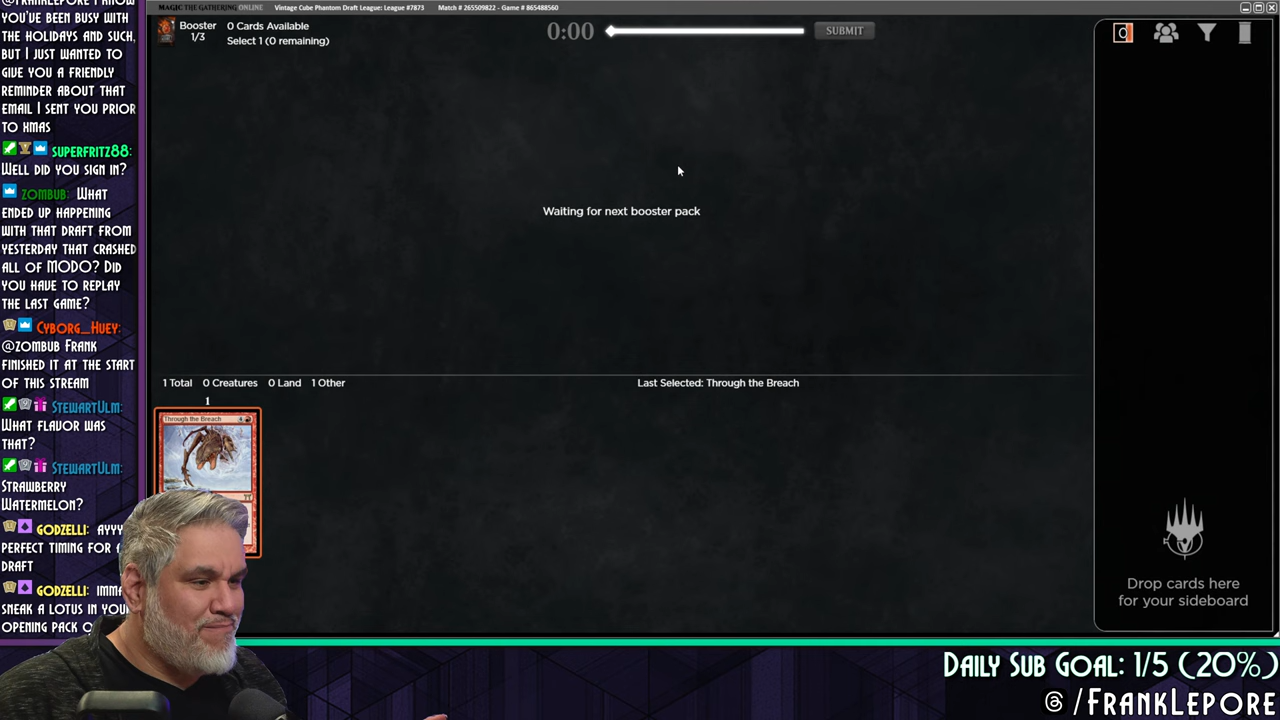 @FRANKLEPORE I KNOW
YOU'VE BEEN BUSY WITH
THE HOLIDAYS AND SUCH,
BUT I JUST WANTED TO
GIVE YOU A FRIENDLY
REMINDER ABOUT THAT
EMAIL I SENT YOU PRIOR
TO XMAS
SUPERFRITZ88:
WELL DID YOU SIGN IN?
ZOMBUB: WHAT
ENDED UP HAPPENING
WITH THAT DRAFT FROM
YESTERDAY THAT CRASHED
ALL OF MODO? DID
YOU HAVE TO REPLAY
THE LAST GAME?
CYBORG_HUEY:
@ZOMBUB FRANK
FINISHED IT AT THE START
OF THIS STREAM
STEWARTULM:
WHAT FLAVOR WAS
THAT?
STEWARTULM:
STRAWBERRY
WATERMELON?
GODZELLI: AYYY
PERFECT TIMING FOR A
DRAFT
GODZELLI: IMMA
SNEAK A LOTUS IN YOUR
OPENING PACK
MAGIC THE GATHERING ONLINE Vintage Cube Phantom Draft League: League #7873 Match # 265509822 - Game # 865488560
Booster
1/3
0 Cards Available
Select 1 (0 remaining)
0:00
SUBMIT
Waiting for next booster pack
1 Total 0 Creatures 0 Land 1 Other
Last Selected: Through the Breach
1
Through the Breach
Drop cards here
for your sideboard
DAILY SUB GOAL: 1/5 (20%)
@/FRANKLEPORE